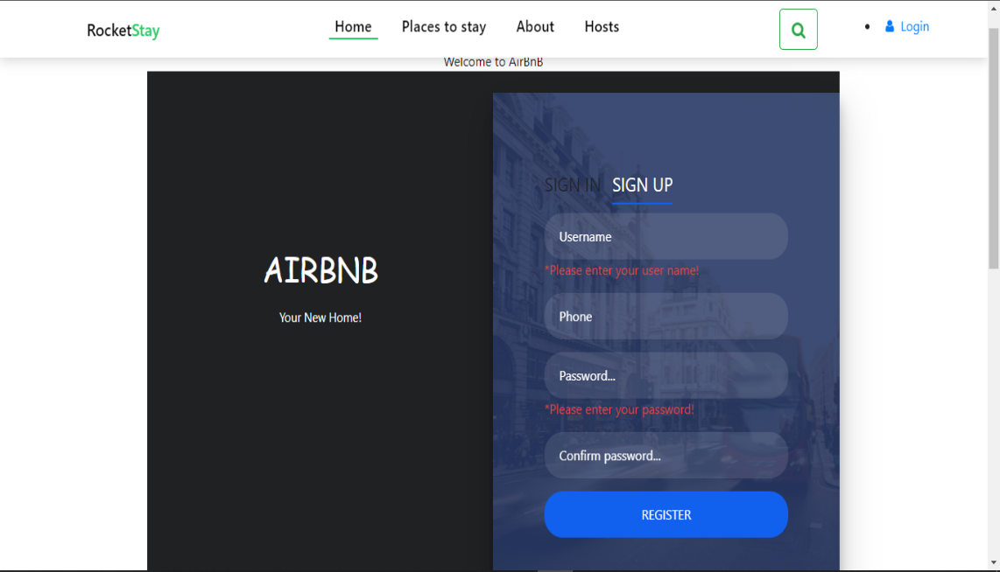 RocketStay Home Places to stay About Hosts Login
Welcome to AirBnB
SIGN IN SIGN UP
Username
*Please enter your user name!
AIRBNB
Your New Home!
Phone
Password...
*Please enter your password!
Confirm password...
REGISTER